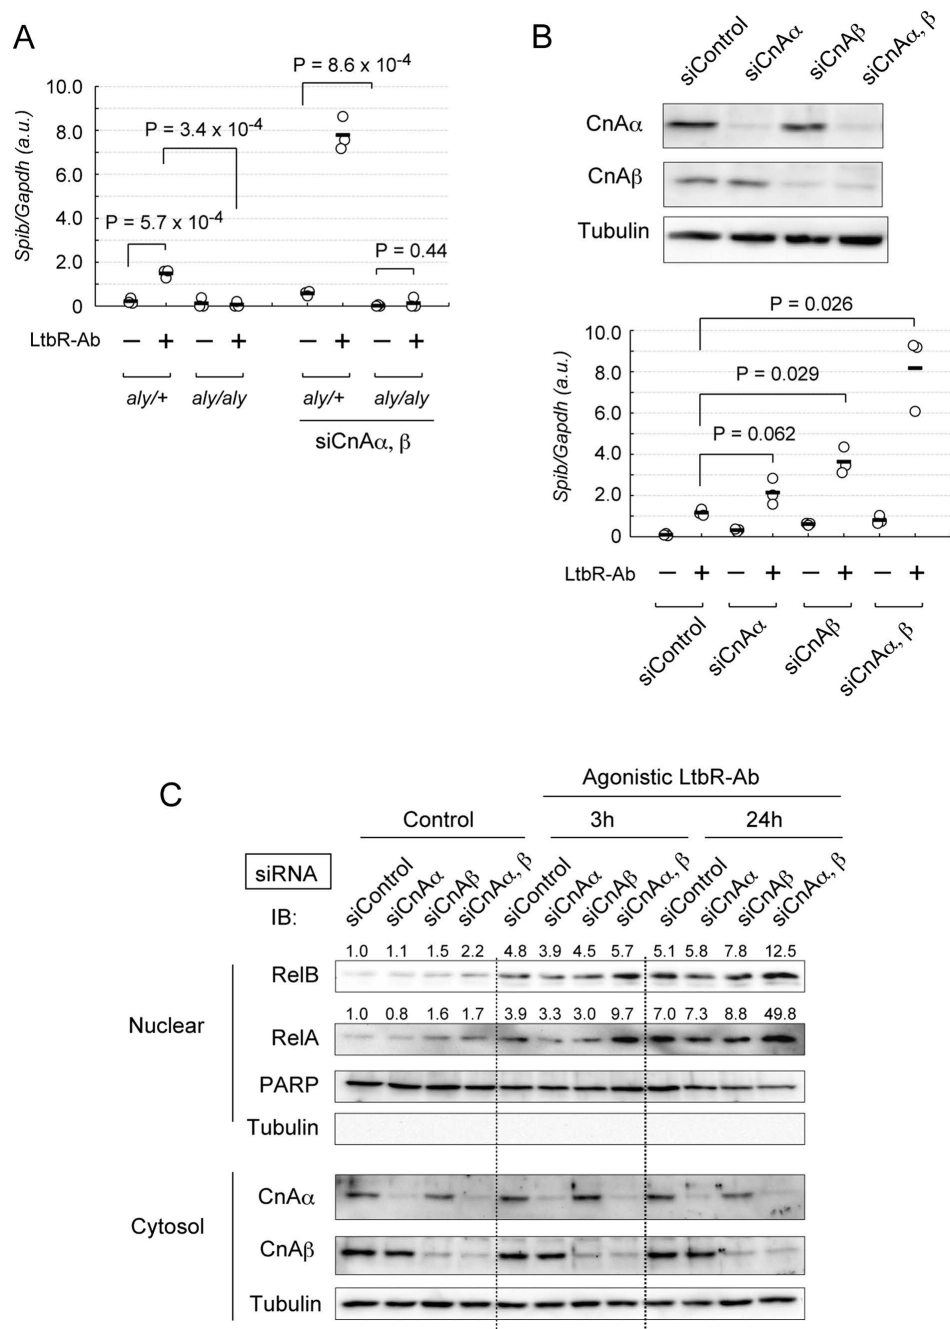 A
P = 8.6 x 10-4
10.0
P = 3.4 x 10-4
8.0
6.0
P = 5.7 x 10-4
4.0
P = 0.44
2.0
0
Spib/Gapdh (a.u.)
LtbR-Ab − + − + − + − +
aly/+ aly/aly aly/+ aly/aly
siCnAα, β
B
siControl siCnAα siCnAβ siCnAα, β
CnAα
CnAβ
Tubulin
P = 0.026
10.0
P = 0.029
8.0
6.0
P = 0.062
4.0
2.0
0
Spib/Gapdh (a.u.)
LtbR-Ab − + − + − + − +
siControl siCnAα siCnAβ siCnAα, β
C
Agonistic LtbR-Ab
Control 3h 24h
siRNA
siControl siCnAα siCnAβ siCnAα, β siControl siCnAα siCnAβ siCnAα, β siControl siCnAα siCnAβ siCnAα, β
IB:
1.0 1.1 1.5 2.2 4.8 3.9 4.5 5.7 5.1 5.8 7.8 12.5
RelB
1.0 0.8 1.6 1.7 3.9 3.3 3.0 9.7 7.0 7.3 8.8 49.8
Nuclear
RelA
PARP
Tubulin
CnAα
Cytosol
CnAβ
Tubulin